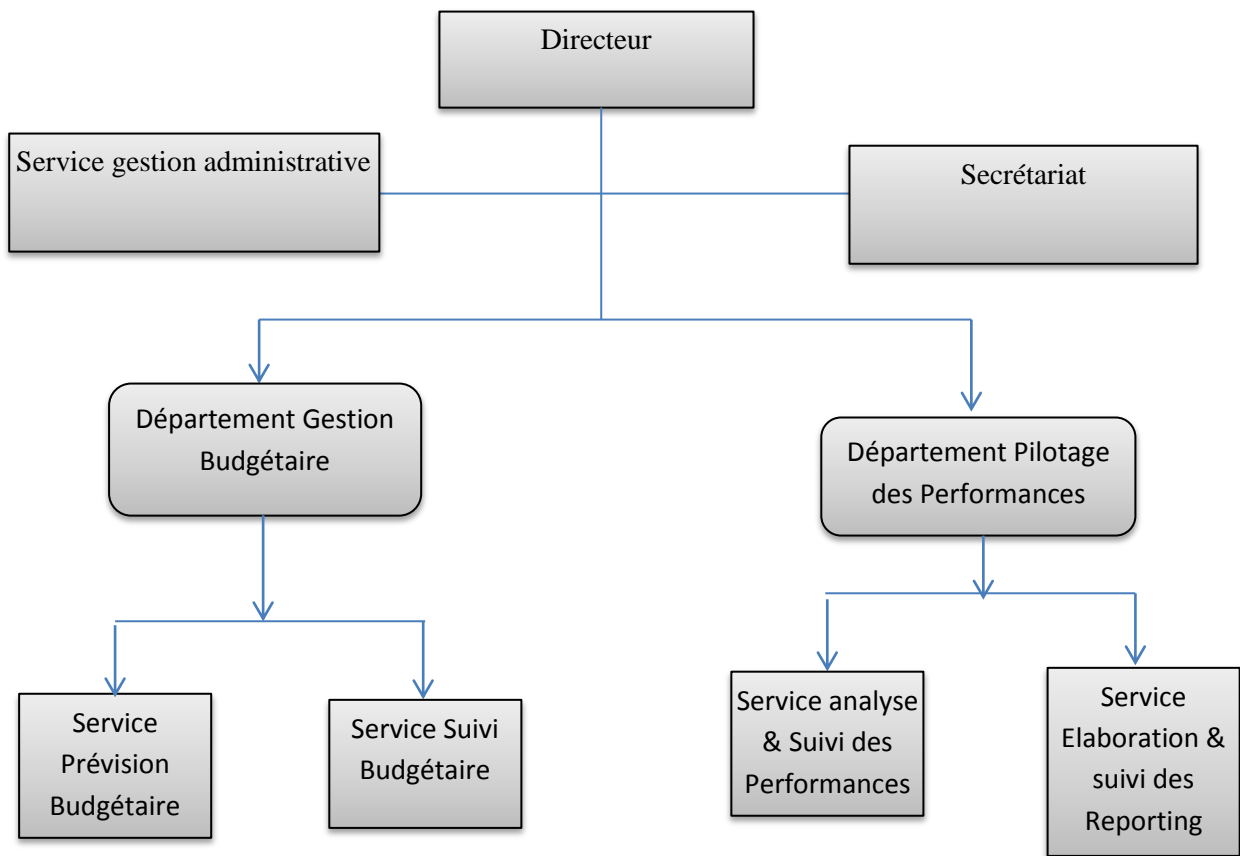 Directeur
Service gestion administrative
Secrétariat
Département Gestion
Budgétaire
Département Pilotage
des Performances
Service
Prévision
Budgétaire
Service Suivi
Budgétaire
Service analyse
& Suivi des
Performances
Service
Elaboration &
suivi des
Reporting